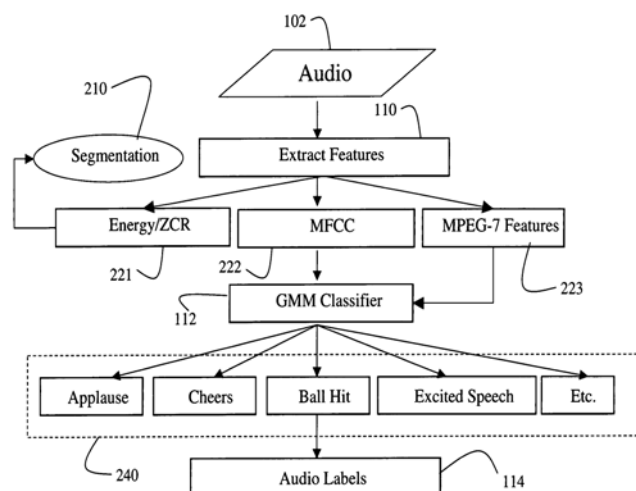 102
Audio
210
110
Segmentation
Extract Features
Energy/ZCR
MFCC
MPEG-7 Features
221
222
223
112
GMM Classifier
Applause
Cheers
Ball Hit
Excited Speech
Etc.
240
Audio Labels
114